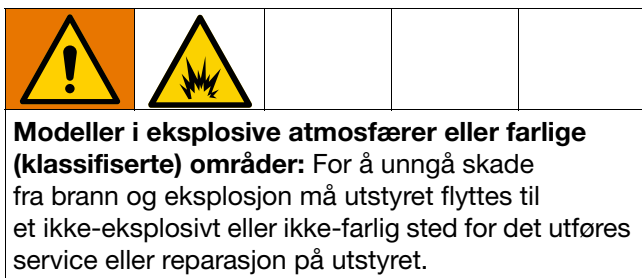 Modeller i eksplosive atmosfærer eller farlige
(klassifiserte) områder: For å unngå skade
fra brann og eksplosjon må utstyret flyttes til
et ikke-eksplosivt eller ikke-farlig sted for det utføres
service eller reparasjon på utstyret.